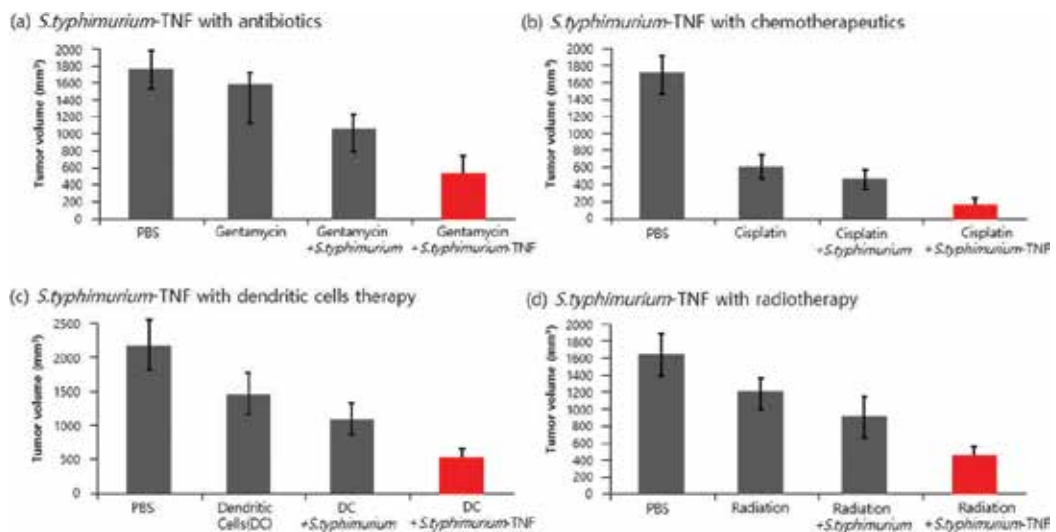 (a) S.typhimurium-TNF with antibiotics
Tumor volume (mm³)
2000
1800
1600
1400
1200
1000
800
600
400
200
0
PBS
Gentamycin
Gentamycin
+S.typhimurium
Gentamycin
+S.typhimurium-TNF
(b) S.typhimurium-TNF with chemotherapeutics
Tumor volume (mm³)
2000
1800
1600
1400
1200
1000
800
600
400
200
0
PBS
Cisplatin
Cisplatin
+S.typhimurium
Cisplatin
+S.typhimurium-TNF
(c) S.typhimurium-TNF with dendritic cells therapy
Tumor volume (mm³)
2500
2000
1500
1000
500
0
PBS
Dendritic
Cells(DC)
DC
+S.typhimurium
DC
+S.typhimurium-TNF
(d) S.typhimurium-TNF with radiotherapy
Tumor volume (mm³)
2000
1800
1600
1400
1200
1000
800
600
400
200
0
PBS
Radiation
Radiation
+S.typhimurium
Radiation
+S.typhimurium-TNF